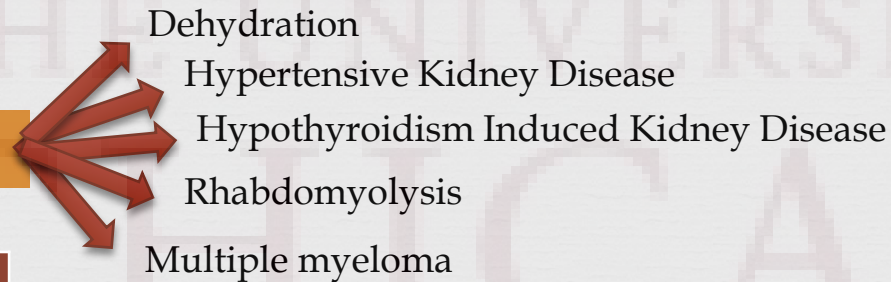 Dehydration
Hypertensive Kidney Disease
Hypothyroidism Induced Kidney Disease
Rhabdomyolysis
Multiple myeloma